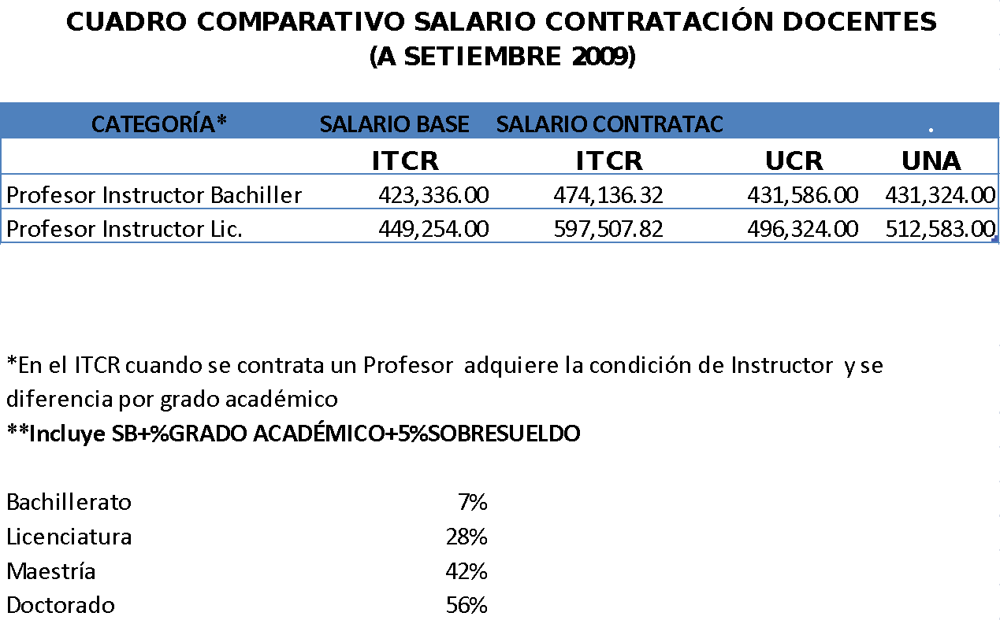 CUADRO COMPARATIVO SALARIO CONTRATACIÓN DOCENTES
(A SETIEMBRE 2009)
CATEGORÍA* SALARIO BASE SALARIO CONTRATAC .
ITCR ITCR UCR UNA
Profesor Instructor Bachiller 423,336.00 474,136.32 431,586.00 431,324.00
Profesor Instructor Lic. 449,254.00 597,507.82 496,324.00 512,583.00
*En el ITCR cuando se contrata un Profesor adquiere la condición de Instructor y se
diferencia por grado académico
**Incluye SB+%GRADO ACADÉMICO+5%SOBRESUELDO
Bachillerato 7%
Licenciatura 28%
Maestría 42%
Doctorado 56%